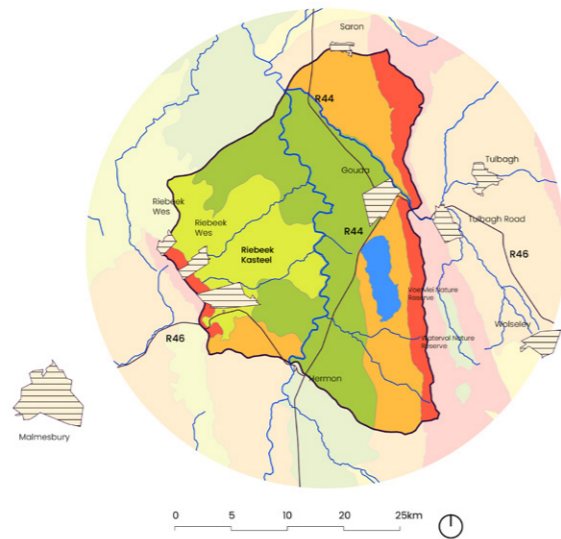 Saron
R44
Gouda
Tulbagh
Riebeek
Wes
Riebeek
Wes
Tulbagh Road
R44
Riebeek
Kasteel
R46
Nature
Reserve
Waterval Nature
Reserve
Wolseley
R46
Hermon
Malmesbury
0 5 10 15 20 25km